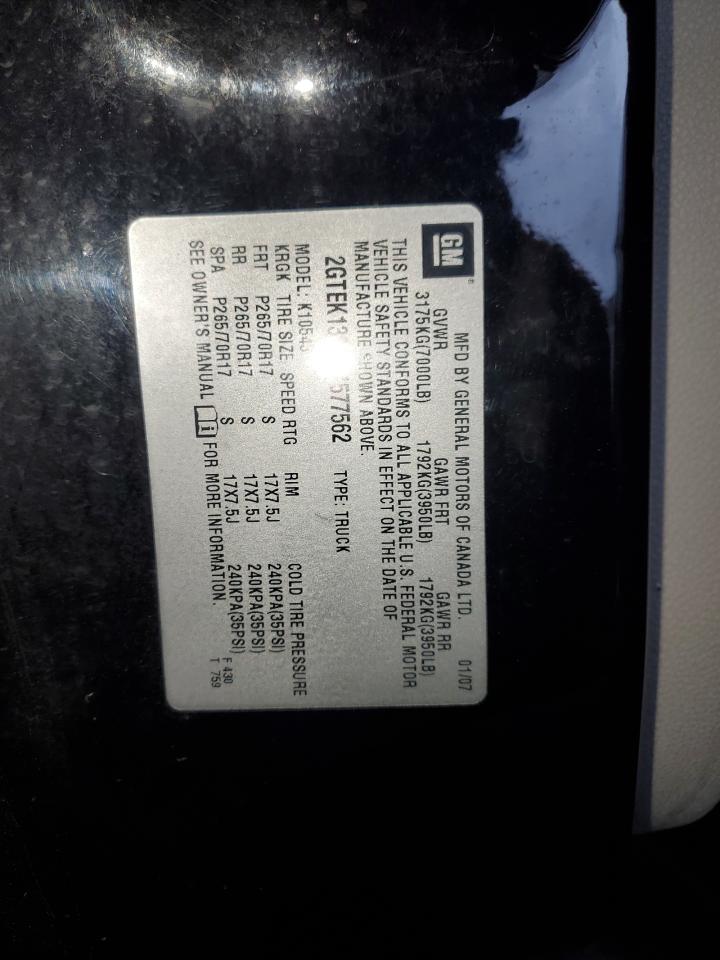 GM
MFD BY GENERAL MOTORS OF CANADA LTD. 01/07
GVWR GAWR FRT GAWR RR
3175KG(7000LB) 1792KG(3950LB) 1792KG(3950LB)
THIS VEHICLE CONFORMS TO ALL APPLICABLE U.S. FEDERAL MOTOR
VEHICLE SAFETY STANDARDS IN EFFECT ON THE DATE OF
MANUFACTURE SHOWN ABOVE.
TYPE: TRUCK
MODEL:
KRGK TIRE SIZE SPEED RTG RIM COLD TIRE PRESSURE
FRT P265/70R17 S 17X7.5J 240KPA(35PSI)
RR P265/70R17 S 17X7.5J 240KPA(35PSI)
SPA P265/70R17 S 17X7.5J 240KPA(35PSI)
SEE OWNER'S MANUAL FOR MORE INFORMATION.
F 430
T 759